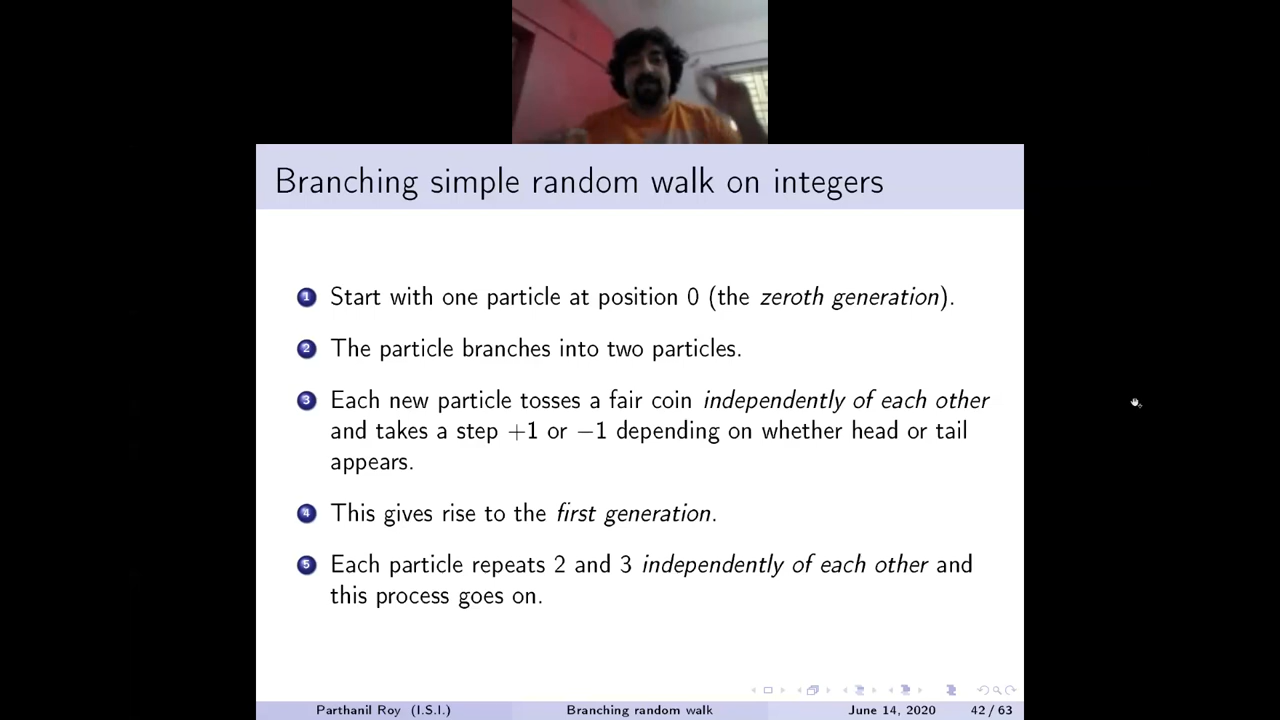 Branching simple random walk on integers
1 Start with one particle at position 0 (the zeroth generation).
2 The particle branches into two particles.
3 Each new particle tosses a fair coin independently of each other
and takes a step +1 or −1 depending on whether head or tail
appears.
4 This gives rise to the first generation.
5 Each particle repeats 2 and 3 independently of each other and
this process goes on.
Parthanil Roy (I.S.I.) Branching random walk June 14, 2020 42 / 63